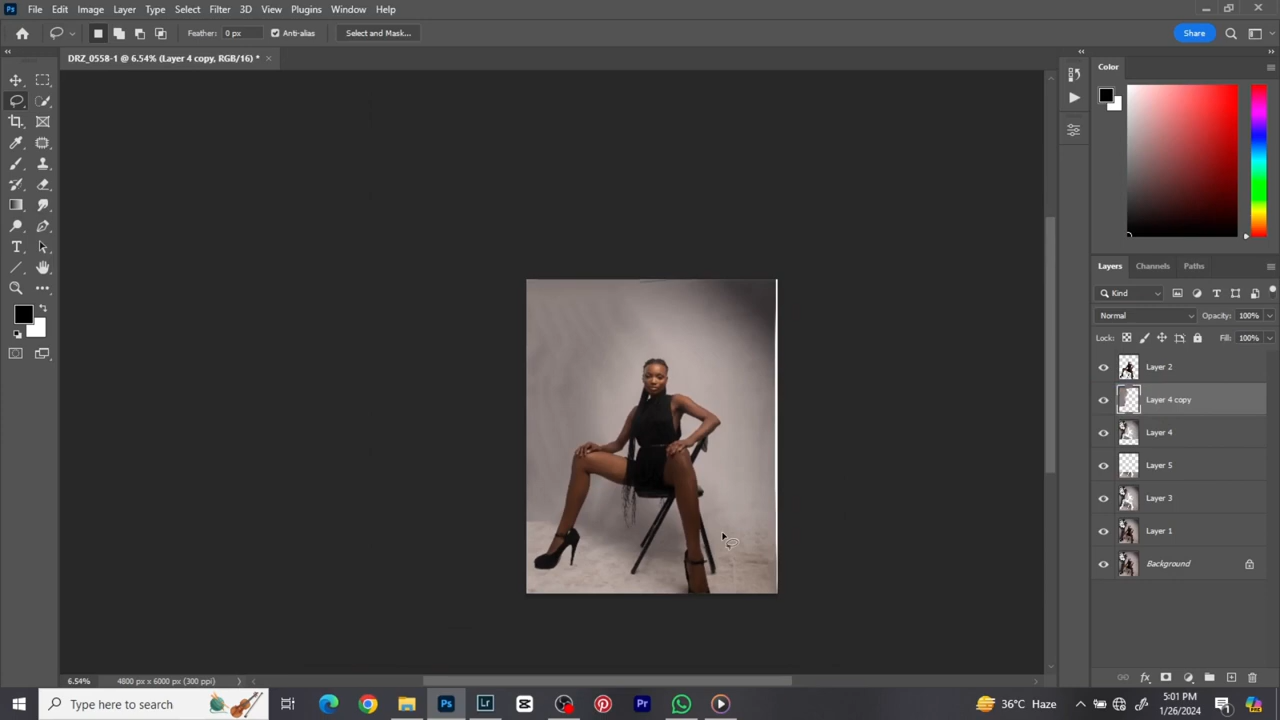 Ps File Edit Image Layer Type Select Filter 3D View Plugins Window Help
Feather: 0 px Anti-alias Select and Mask... Share
DRZ_0558-1 @ 6.54% (Layer 4 copy, RGB/16) *
Color
Layers Channels Paths
Kind
Normal Opacity: 100%
Lock: Fill: 100%
Layer 2
Layer 4 copy
Layer 4
Layer 5
Layer 3
Layer 1
Background
6.54% 4800 px x 6000 px (300 ppi)
Type here to search
36°C Haze
5:01 PM
1/26/2024